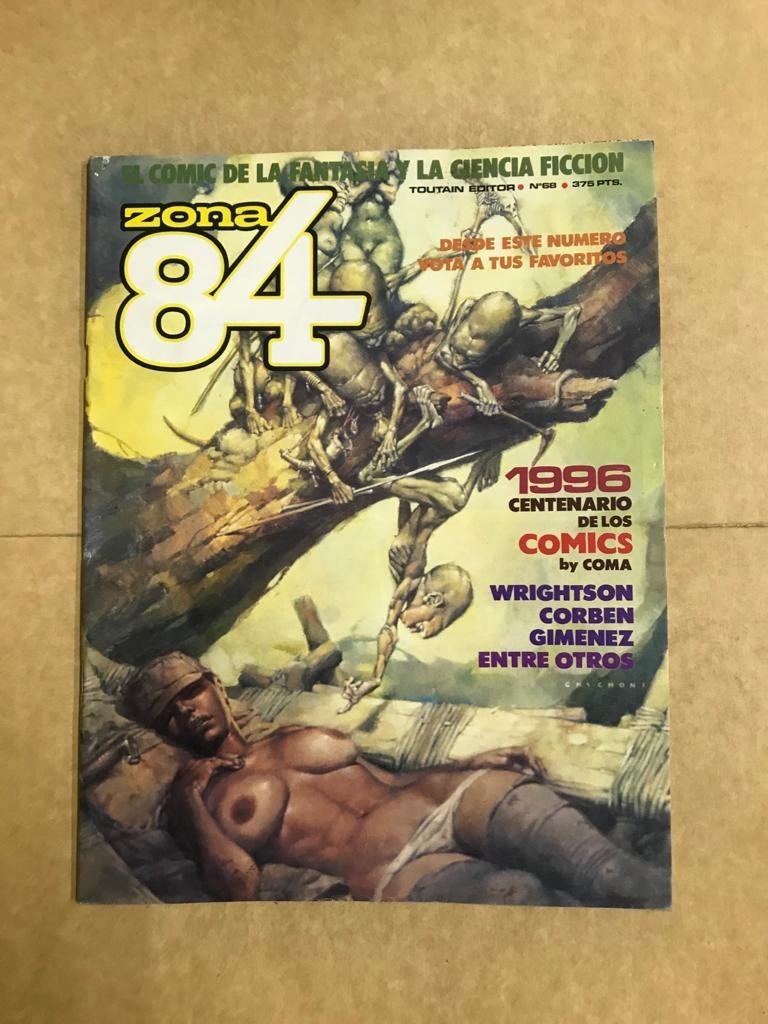 EL COMIC DE LA FANTASIA Y LA CIENCIA FICCION
TOUTAIN EDITOR • Nº68 • 375 PTS.
zona
84
DESDE ESTE NUMERO
VOTA A TUS FAVORITOS
1996
CENTENARIO
DE LOS
COMICS
by COMA
WRIGHTSON
CORBEN
GIMENEZ
ENTRE OTROS